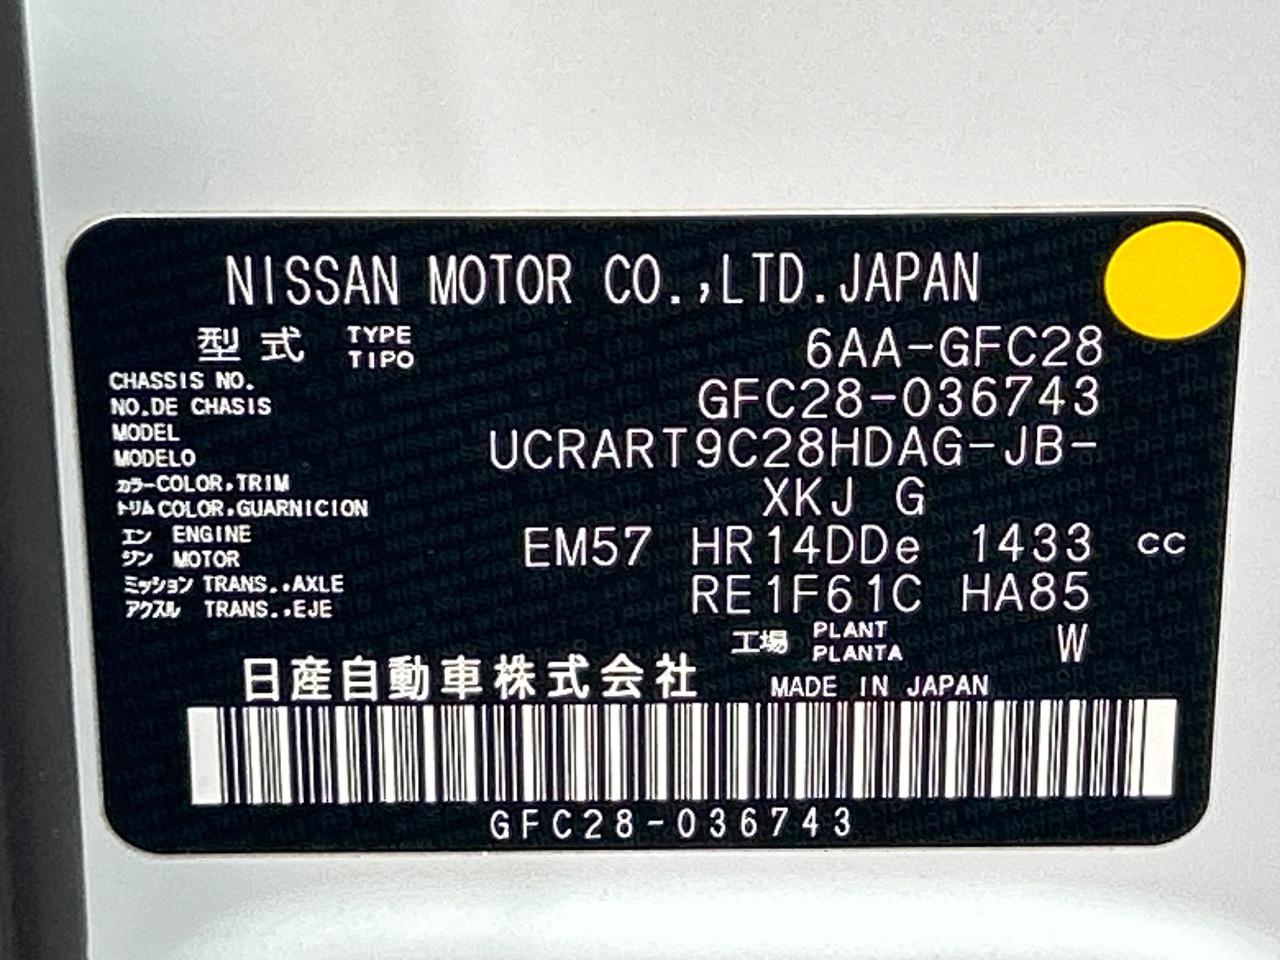 NISSAN MOTOR CO.,LTD.JAPAN
型式 TYPE TIPO 6AA-GFC28
CHASSIS NO.
NO.DE CHASIS GFC28-036743
MODEL
MODELO UCRART9C28HDAG-JB-
カラー COLOR,TRIM
トリム COLOR,GUARNICION XKJ G
エン ENGINE
ジン MOTOR EM57 HR14DDe 1433 cc
ミッション TRANS.,AXLE
アクスル TRANS.,EJE RE1F61C HA85
工場 PLANT PLANTA W
日産自動車株式会社 MADE IN JAPAN
GFC28-036743